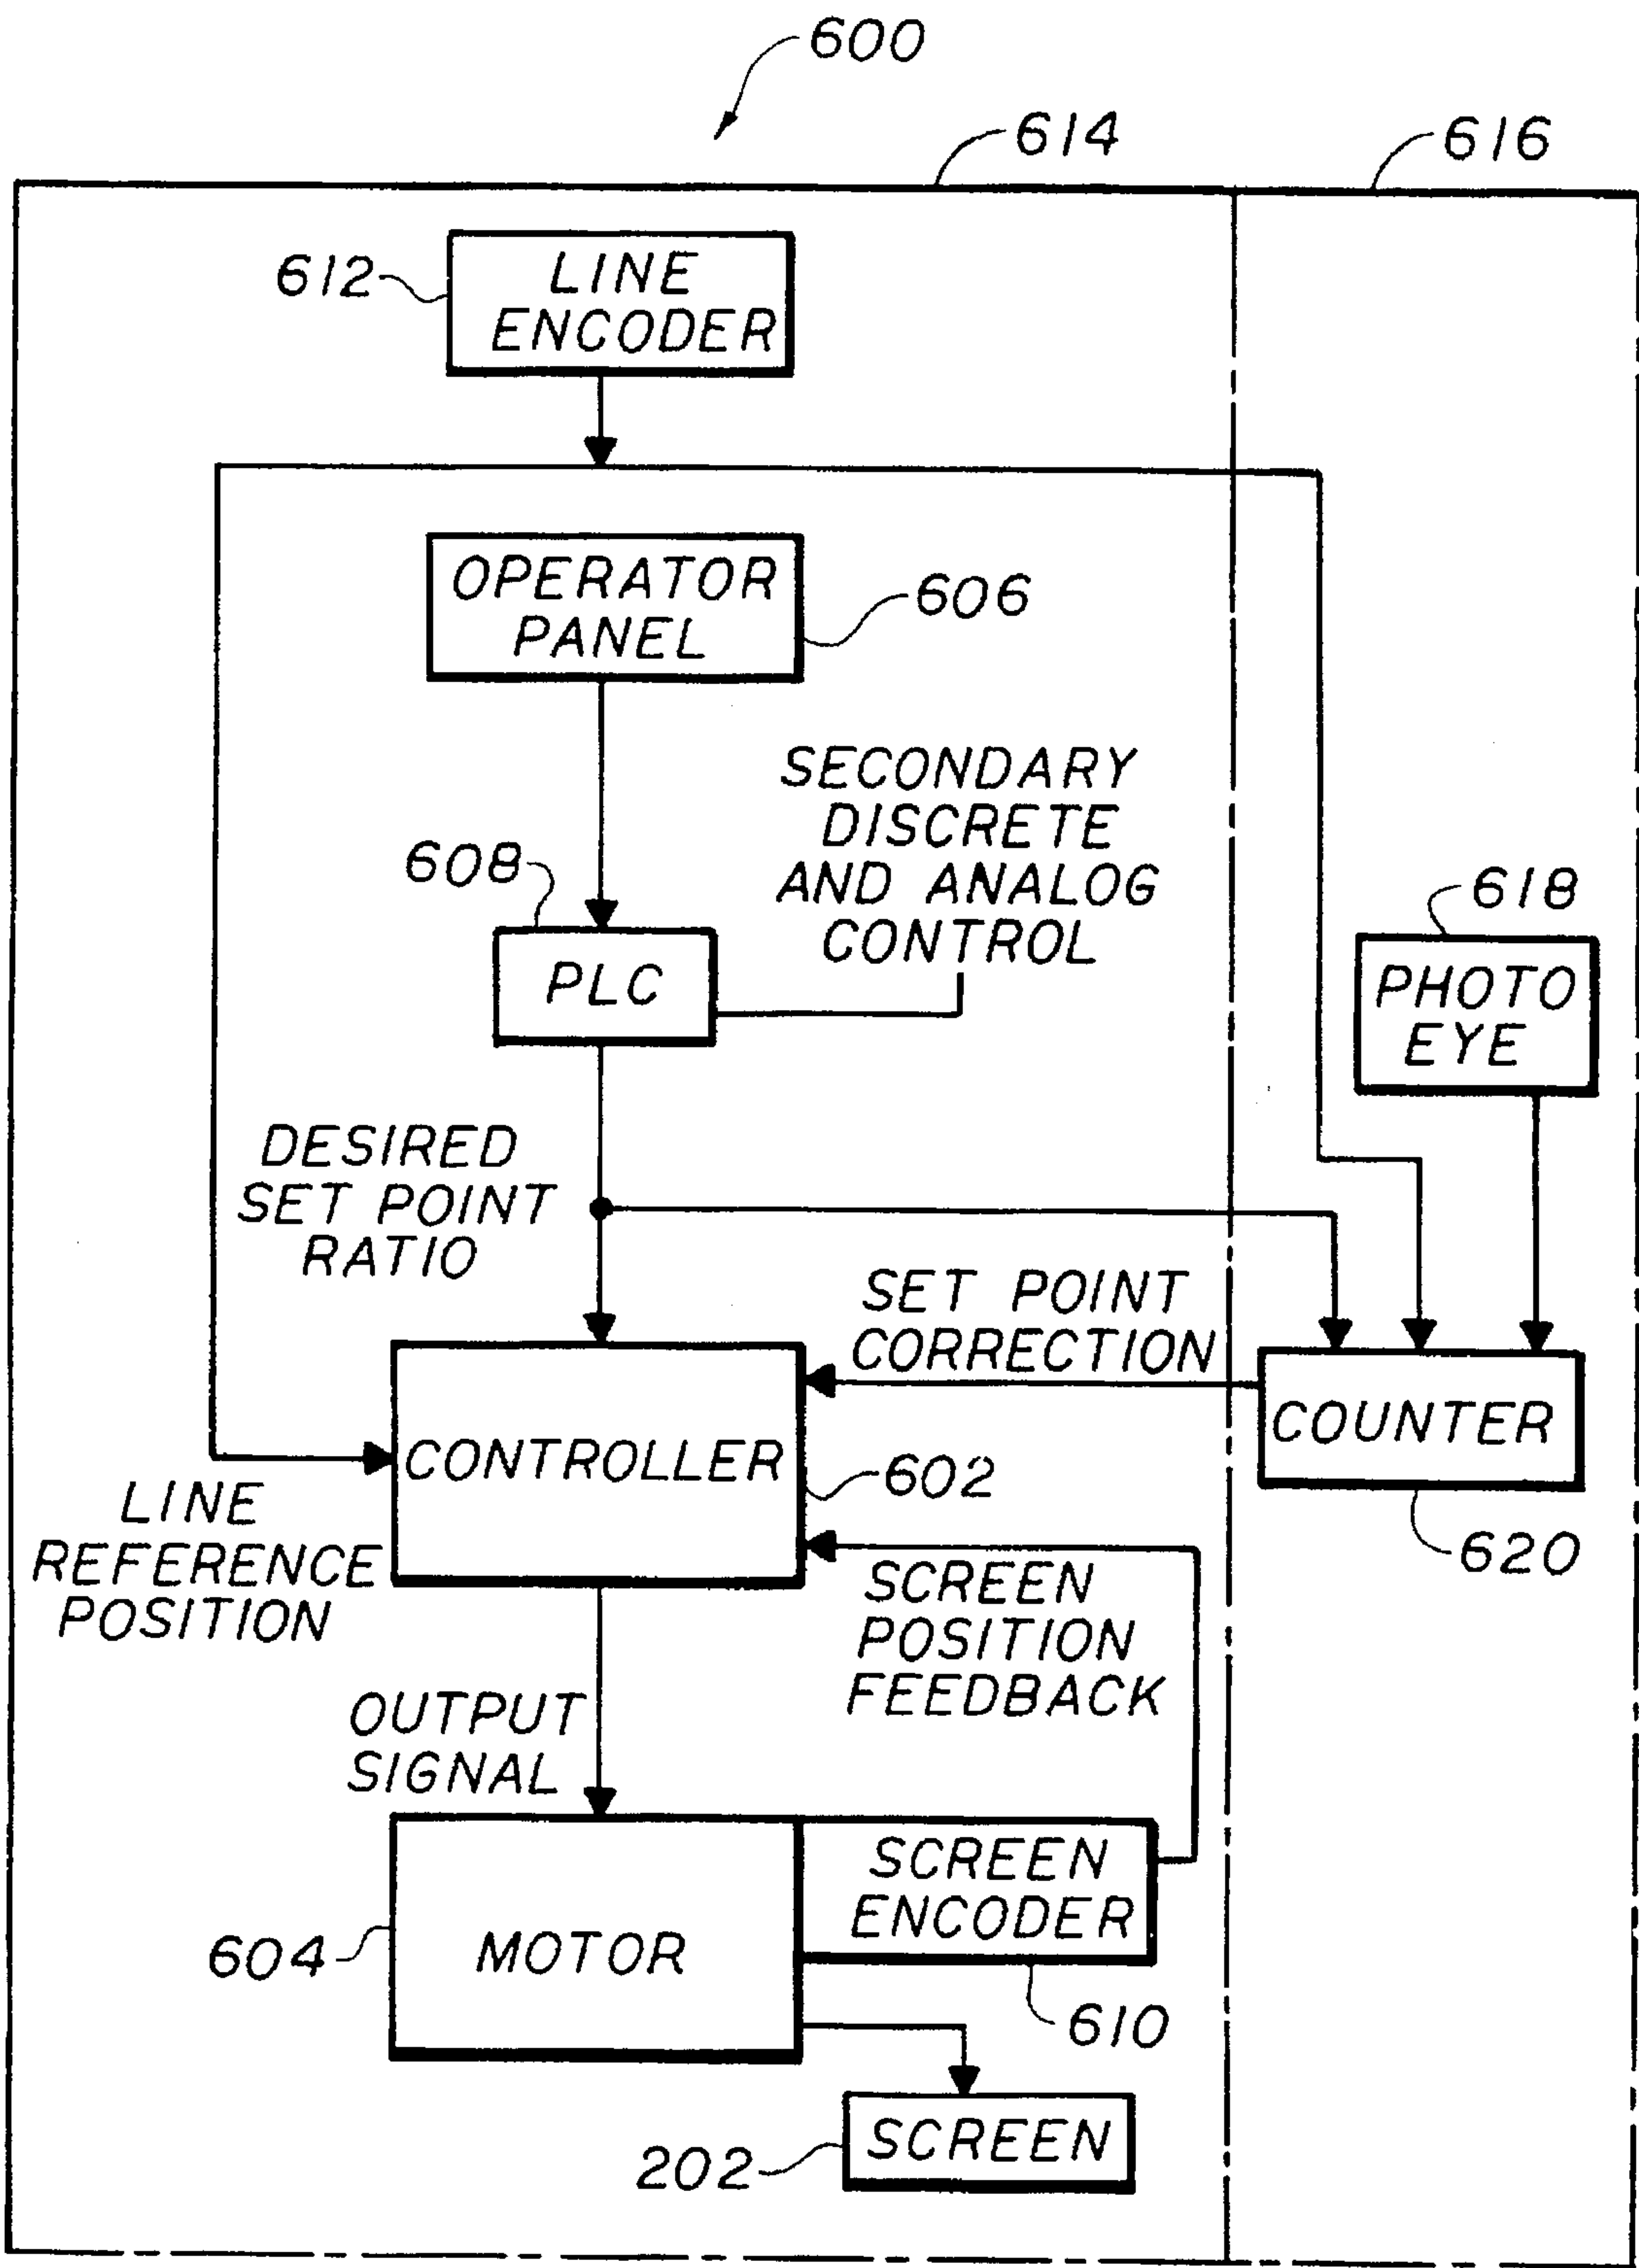 600
614
616
612
LINE
ENCODER
OPERATOR
PANEL
606
SECONDARY
DISCRETE
AND ANALOG
CONTROL
608
PLC
618
PHOTO
EYE
DESIRED
SET POINT
RATIO
SET POINT
CORRECTION
CONTROLLER
602
COUNTER
620
LINE
REFERENCE
POSITION
SCREEN
POSITION
FEEDBACK
OUTPUT
SIGNAL
SCREEN
ENCODER
604
MOTOR
610
202
SCREEN